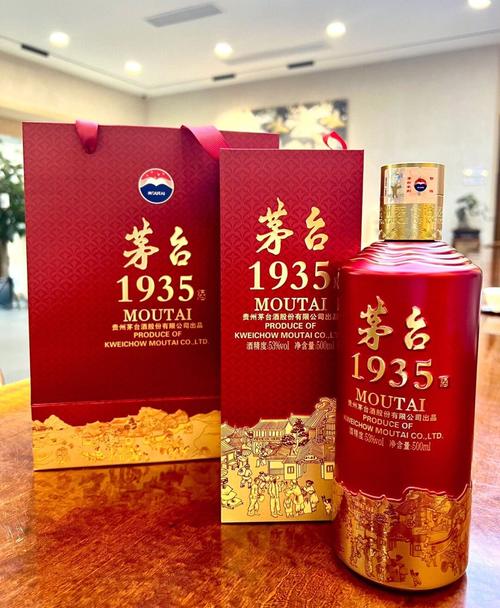 茅台
1935
MOUTAI
贵州茅台酒股份有限公司出品
PRODUCE OF
KWEICHOW MOUTAI CO.,LTD.
茅台
1935
MOUTAI
贵州茅台酒股份有限公司出品
PRODUCE OF
KWEICHOW MOUTAI CO.,LTD.
酒精度:53%vol 净含量:500ml
茅台
1935
MOUTAI
贵州茅台酒股份有限公司出品
PRODUCE OF
KWEICHOW MOUTAI CO.,LTD.
酒精度:53%vol 净含量:500ml